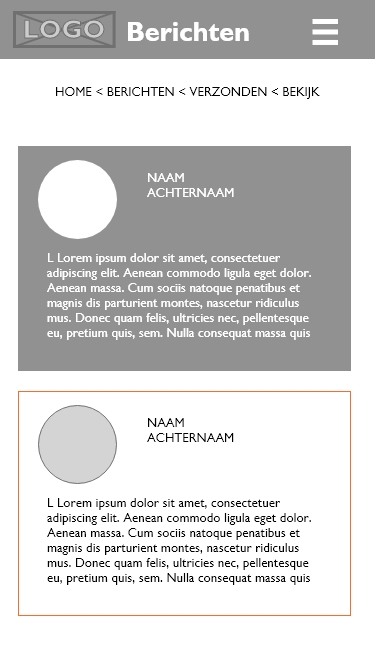 LOGO Berichten
HOME < BERICHTEN < VERZONDEN < BEKIJK
NAAM
ACHTERNAAM
L Lorem ipsum dolor sit amet, consectetuer
adipiscing elit. Aenean commodo ligula eget dolor.
Aenean massa. Cum sociis natoque penatibus et
magnis dis parturient montes, nascetur ridiculus
mus. Donec quam felis, ultricies nec, pellentesque
eu, pretium quis, sem. Nulla consequat massa quis
NAAM
ACHTERNAAM
L Lorem ipsum dolor sit amet, consectetuer
adipiscing elit. Aenean commodo ligula eget dolor.
Aenean massa. Cum sociis natoque penatibus et
magnis dis parturient montes, nascetur ridiculus
mus. Donec quam felis, ultricies nec, pellentesque
eu, pretium quis, sem. Nulla consequat massa quis